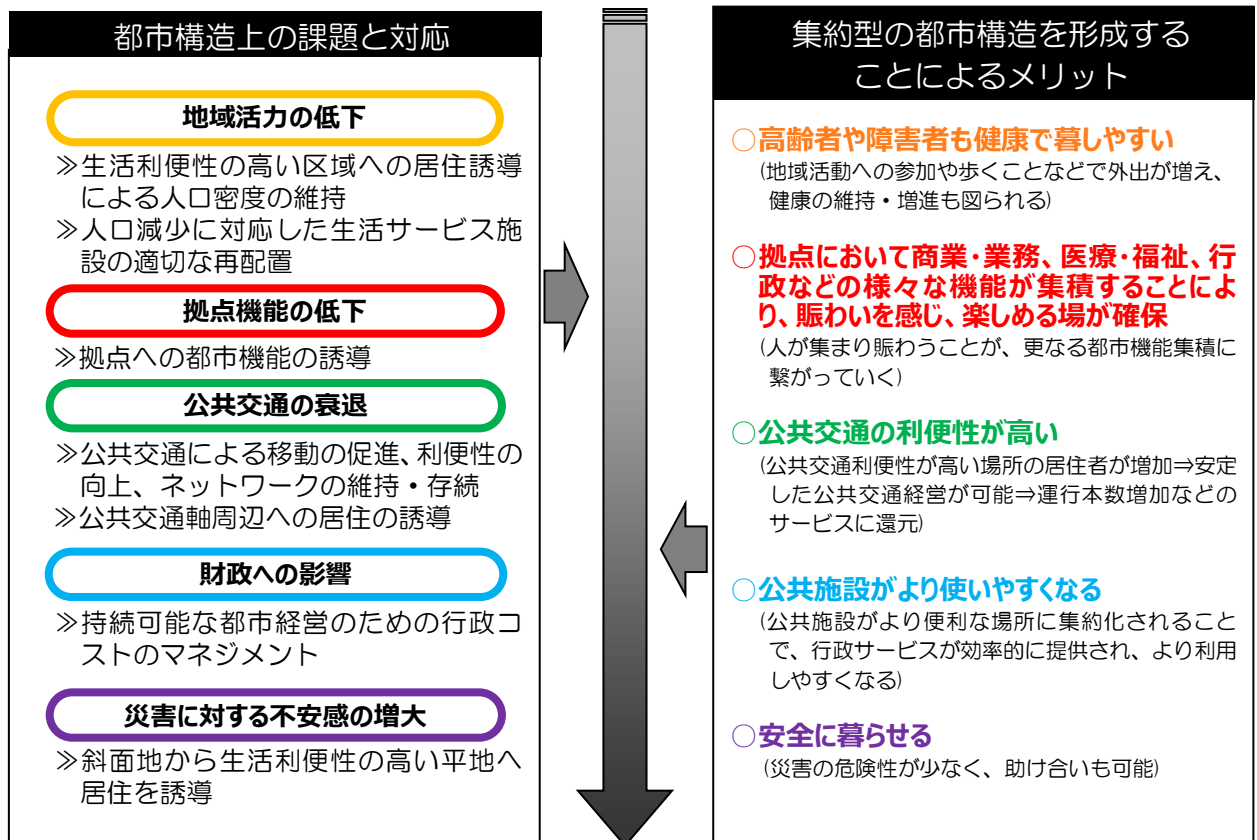 都市構造上の課題と対応
地域活力の低下
≫生活利便性の高い区域への居住誘導
による人口密度の維持
≫人口減少に対応した生活サービス施
設の適切な再配置
拠点機能の低下
≫拠点への都市機能の誘導
公共交通の衰退
≫公共交通による移動の促進、利便性の
向上、ネットワークの維持・存続
≫公共交通軸周辺への居住の誘導
財政への影響
≫持続可能な都市経営のための行政コ
ストのマネジメント
災害に対する不安感の増大
≫斜面地から生活利便性の高い平地へ
居住を誘導
集約型の都市構造を形成する
ことによるメリット
○高齢者や障害者も健康で暮しやすい
(地域活動への参加や歩くことなどで外出が増え、
健康の維持・増進も図られる)
○拠点において商業・業務、医療・福祉、行
政などの様々な機能が集積することによ
り、賑わいを感じ、楽しめる場が確保
(人が集まり賑わうことが、更なる都市機能集積に
繋がっていく)
○公共交通の利便性が高い
(公共交通利便性が高い場所の居住者が増加⇒安定
した公共交通経営が可能⇒運行本数増加などの
サービスに還元)
○公共施設がより使いやすくなる
(公共施設がより便利な場所に集約化されること
で、行政サービスが効率的に提供され、より利用
しやすくなる)
○安全に暮らせる
(災害の危険性が少なく、助け合いも可能)